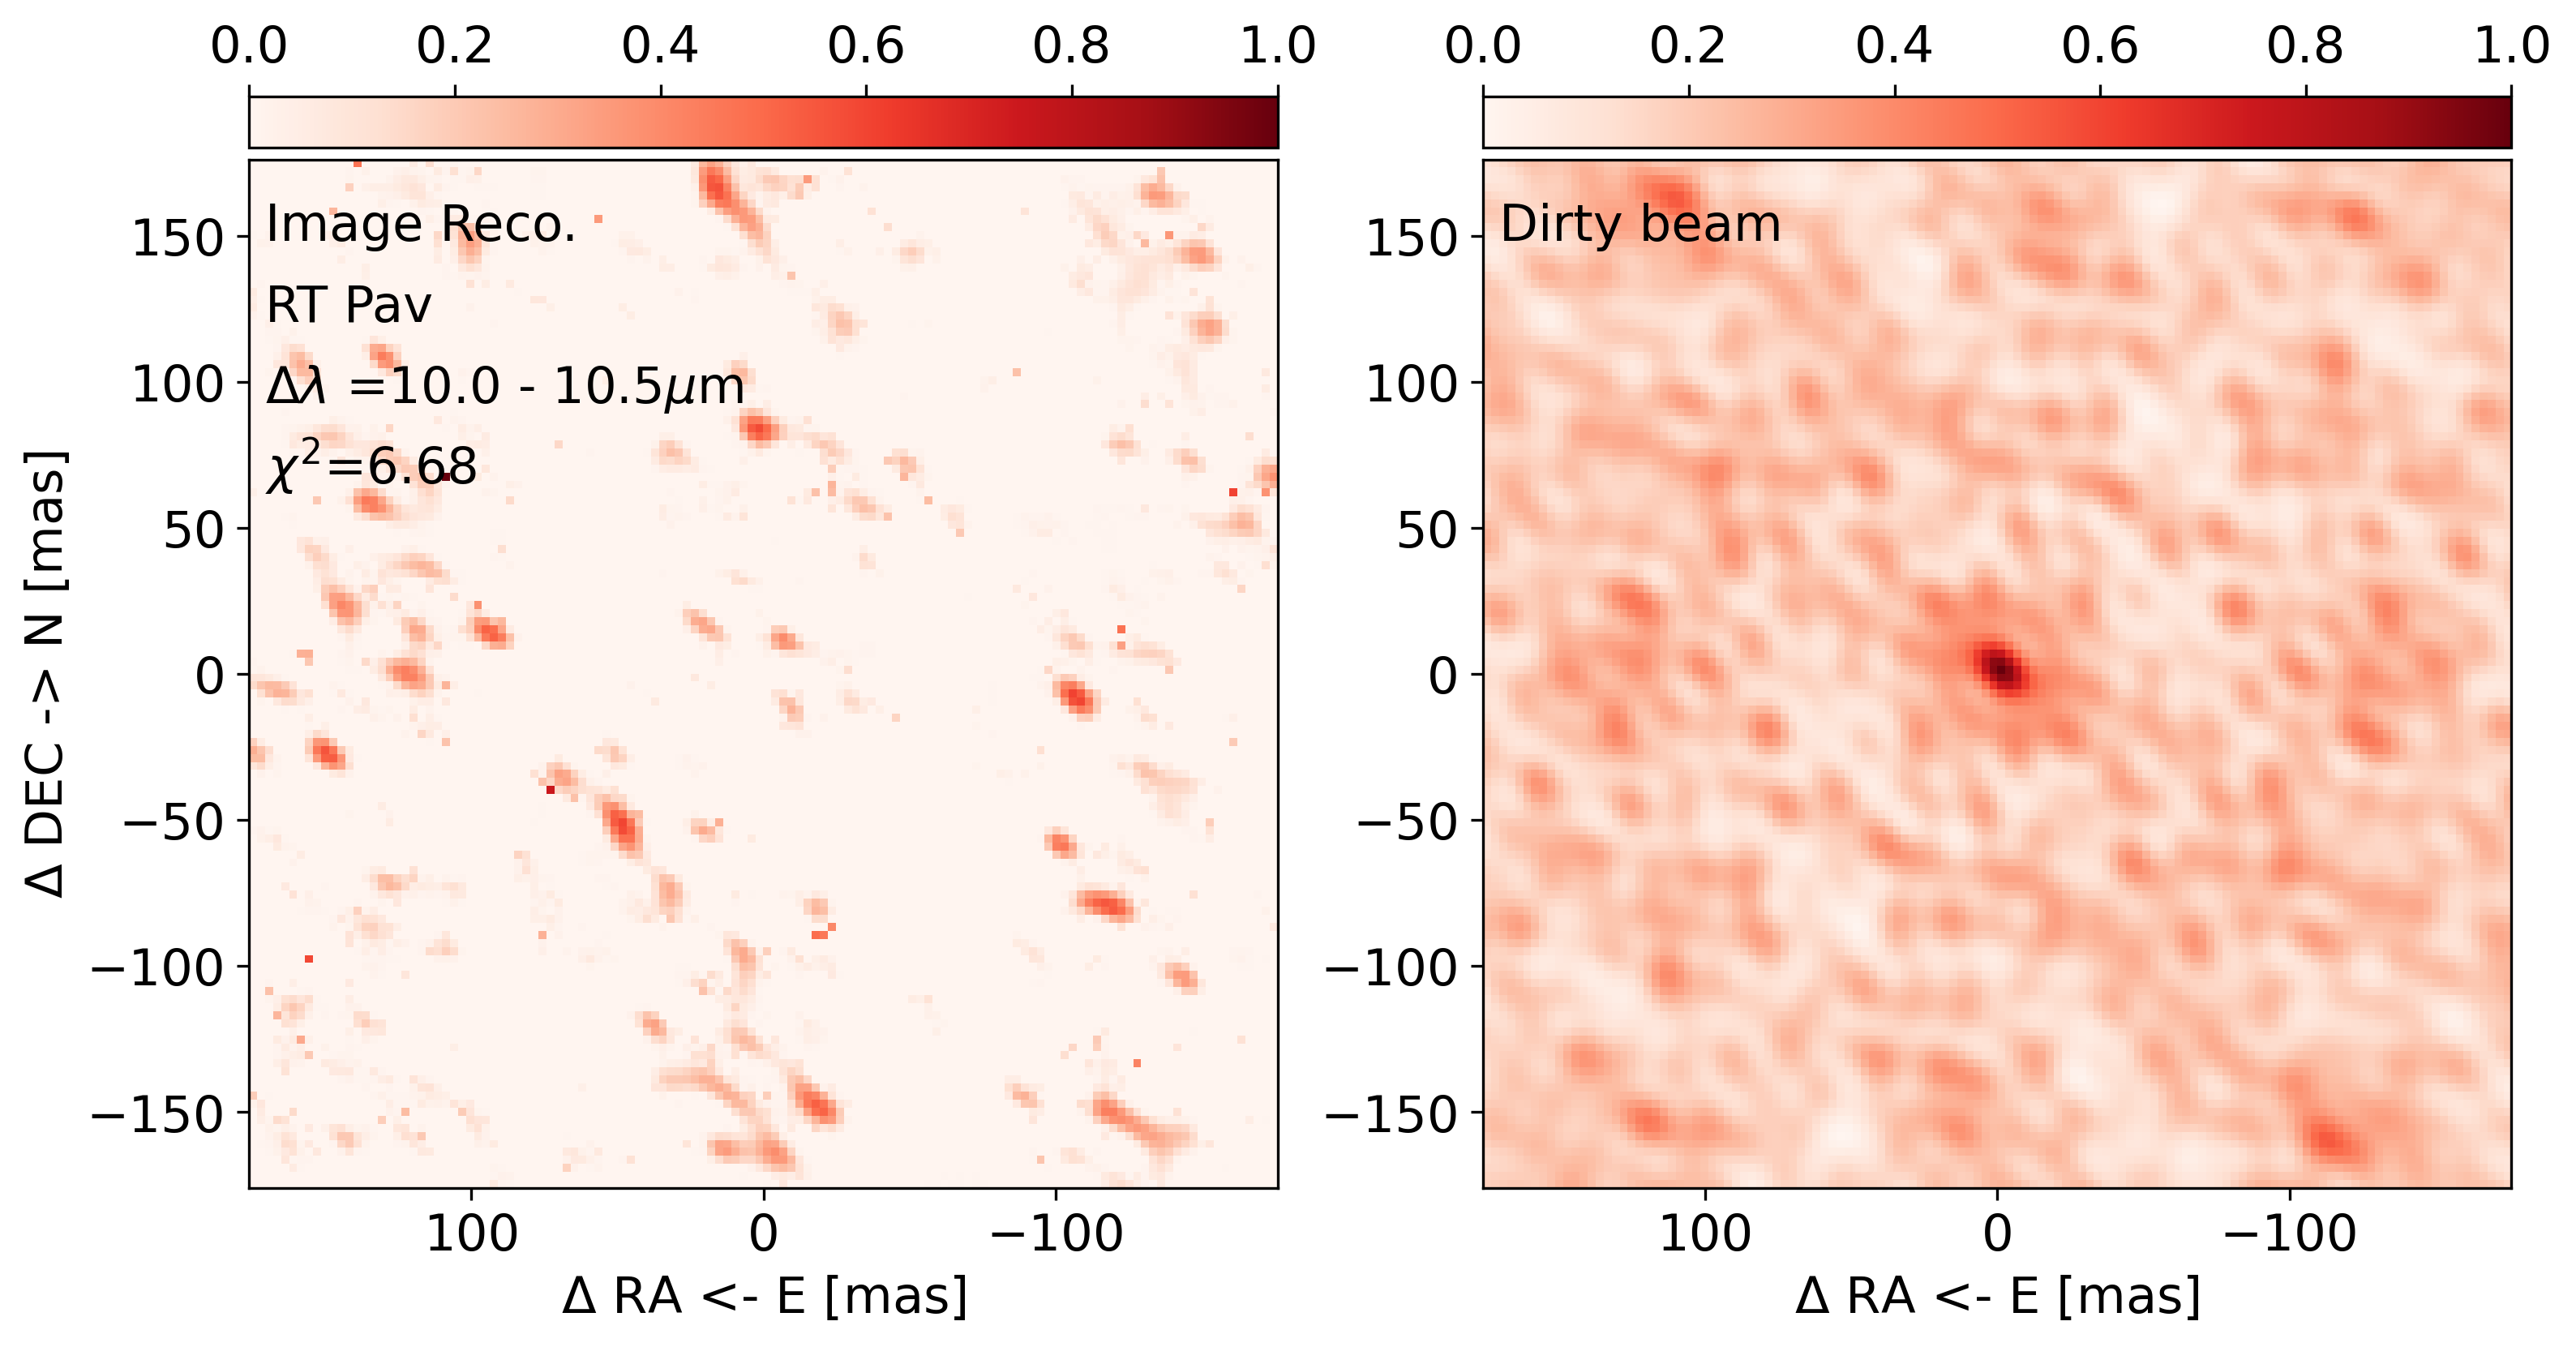 0.0 0.2 0.4 0.6 0.8 1.0
0.0 0.2 0.4 0.6 0.8 1.0
Image Reco.
RT Pav
Δλ =10.0 - 10.5μm
χ²=6.68
150
100
50
0
−50
−100
−150
Δ DEC -> N [mas]
100 0 −100
Δ RA <- E [mas]
Dirty beam
150
100
50
0
−50
−100
−150
100 0 −100
Δ RA <- E [mas]